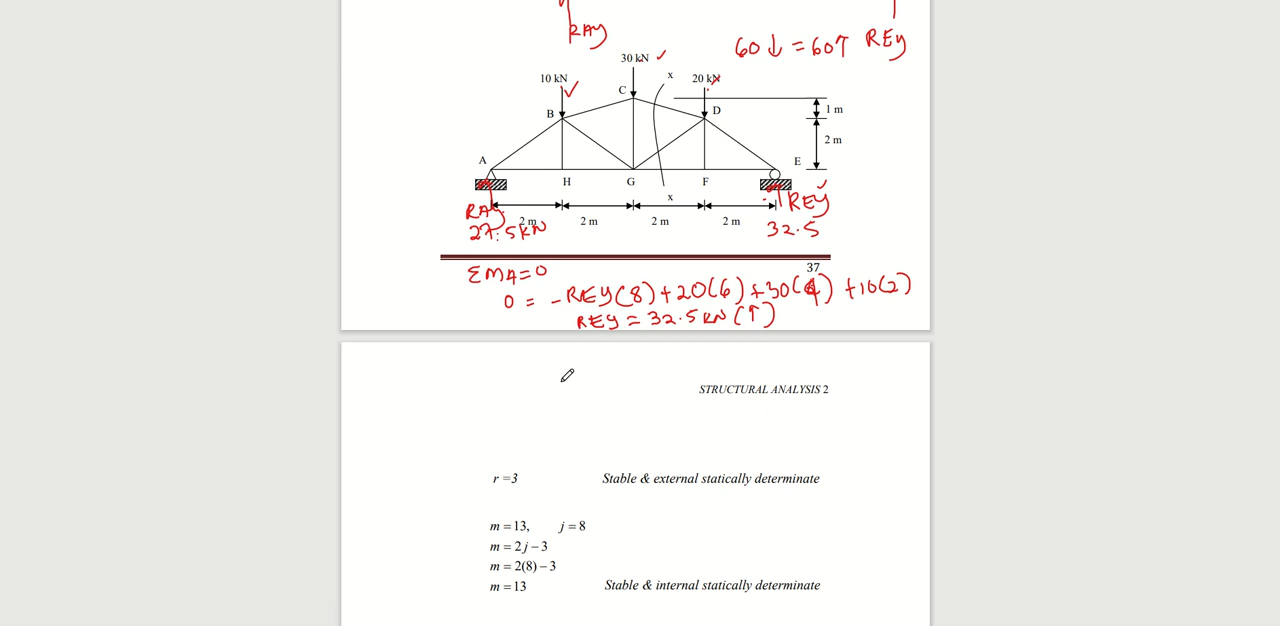 RAy
60 ↓ = 60↑ REy
30 kN ✓
x
10 kN ✓
20 kN
C
B
D
1 m
2 m
A
E
H
G
F
x
RAy
REy
2 m
2 m
2 m
2 m
27.5kN
32.5
37
ΣMA=0
0 = -REy(8)+20(6)+30(4)+10(2)
REy = 32.5 kN (↑)
STRUCTURAL ANALYSIS 2
r =3 Stable & external statically determinate
m = 13, j = 8
m = 2j – 3
m = 2(8) – 3
m = 13 Stable & internal statically determinate